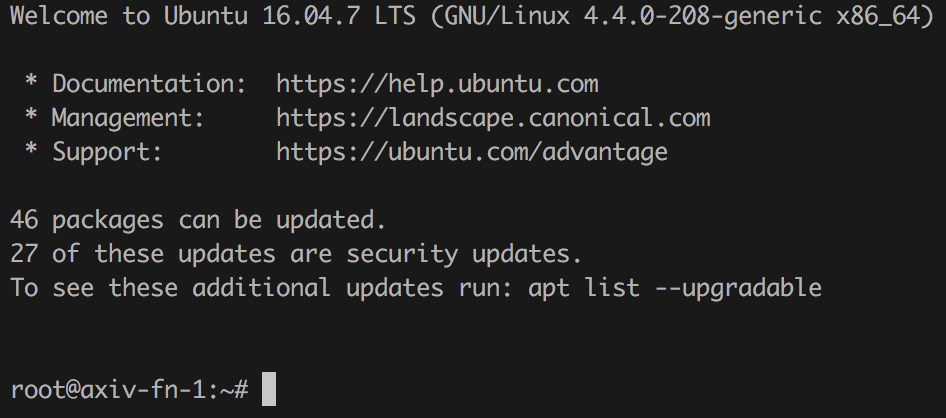 Welcome to Ubuntu 16.04.7 LTS (GNU/Linux 4.4.0-208-generic x86_64)
* Documentation:  https://help.ubuntu.com
* Management:     https://landscape.canonical.com
* Support:        https://ubuntu.com/advantage
46 packages can be updated.
27 of these updates are security updates.
To see these additional updates run: apt list --upgradable
root@axiv-fn-1:~#